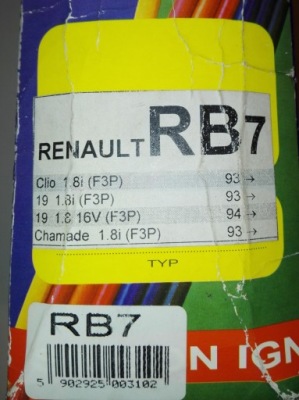 RENAULT RB7
Clio 1.8i (F3P) 93 →
19 1.8i (F3P) 93 →
19 1.8 16V (F3P) 94 →
Chamade 1.8i (F3P) 93 →
TYP
RB7
N IGN
5 902925 003102